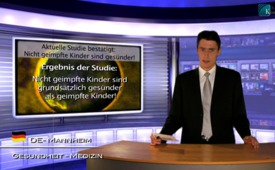 Aktuelle Studie bestätigt:
Nicht geimpfte Kinder sind gesünder!
Ergebnis der Studie:
Nicht geimpfte Kinder sind
grundsätzlich gesünder
als geimpfte Kinder!
DE- Mannheim
Gesundheit - Medizin
K